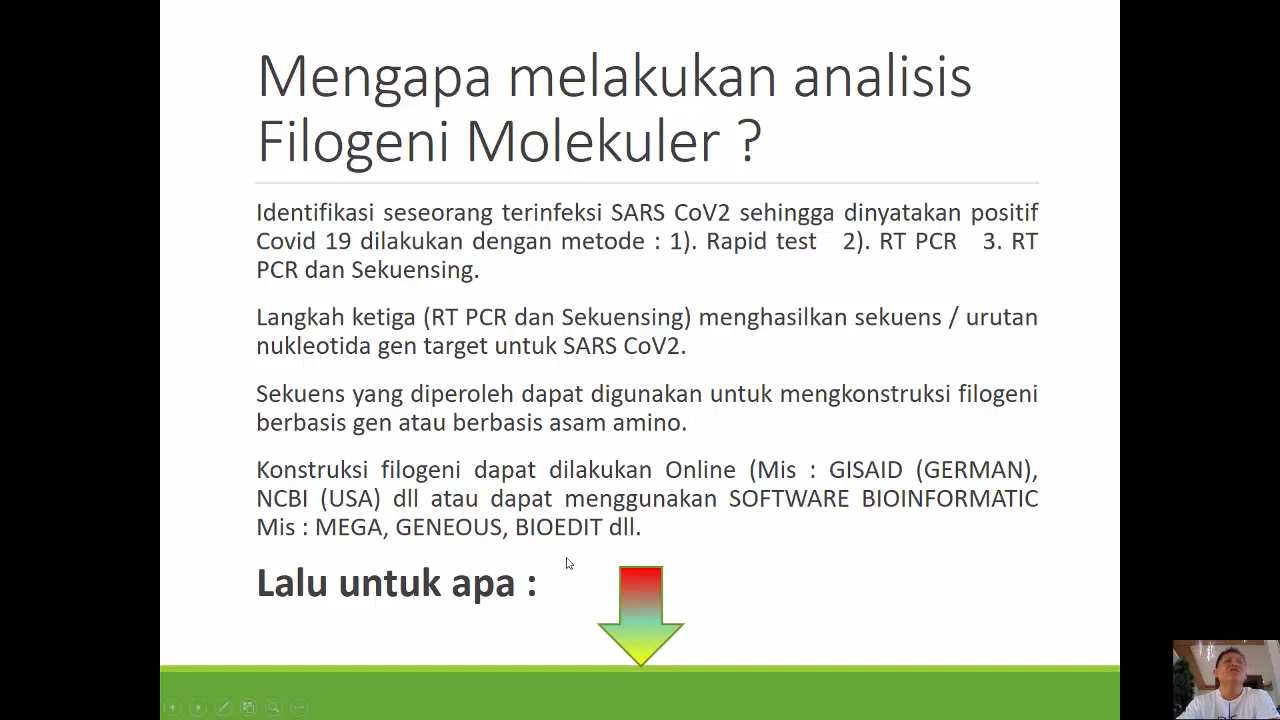 Mengapa melakukan analisis
Filogeni Molekuler ?
Identifikasi seseorang terinfeksi SARS CoV2 sehingga dinyatakan positif
Covid 19 dilakukan dengan metode : 1). Rapid test 2). RT PCR 3. RT
PCR dan Sekuensing.
Langkah ketiga (RT PCR dan Sekuensing) menghasilkan sekuens / urutan
nukleotida gen target untuk SARS CoV2.
Sekuens yang diperoleh dapat digunakan untuk mengkonstruksi filogeni
berbasis gen atau berbasis asam amino.
Konstruksi filogeni dapat dilakukan Online (Mis : GISAID (GERMAN),
NCBI (USA) dll atau dapat menggunakan SOFTWARE BIOINFORMATIC
Mis : MEGA, GENEOUS, BIOEDIT dll.
Lalu untuk apa :